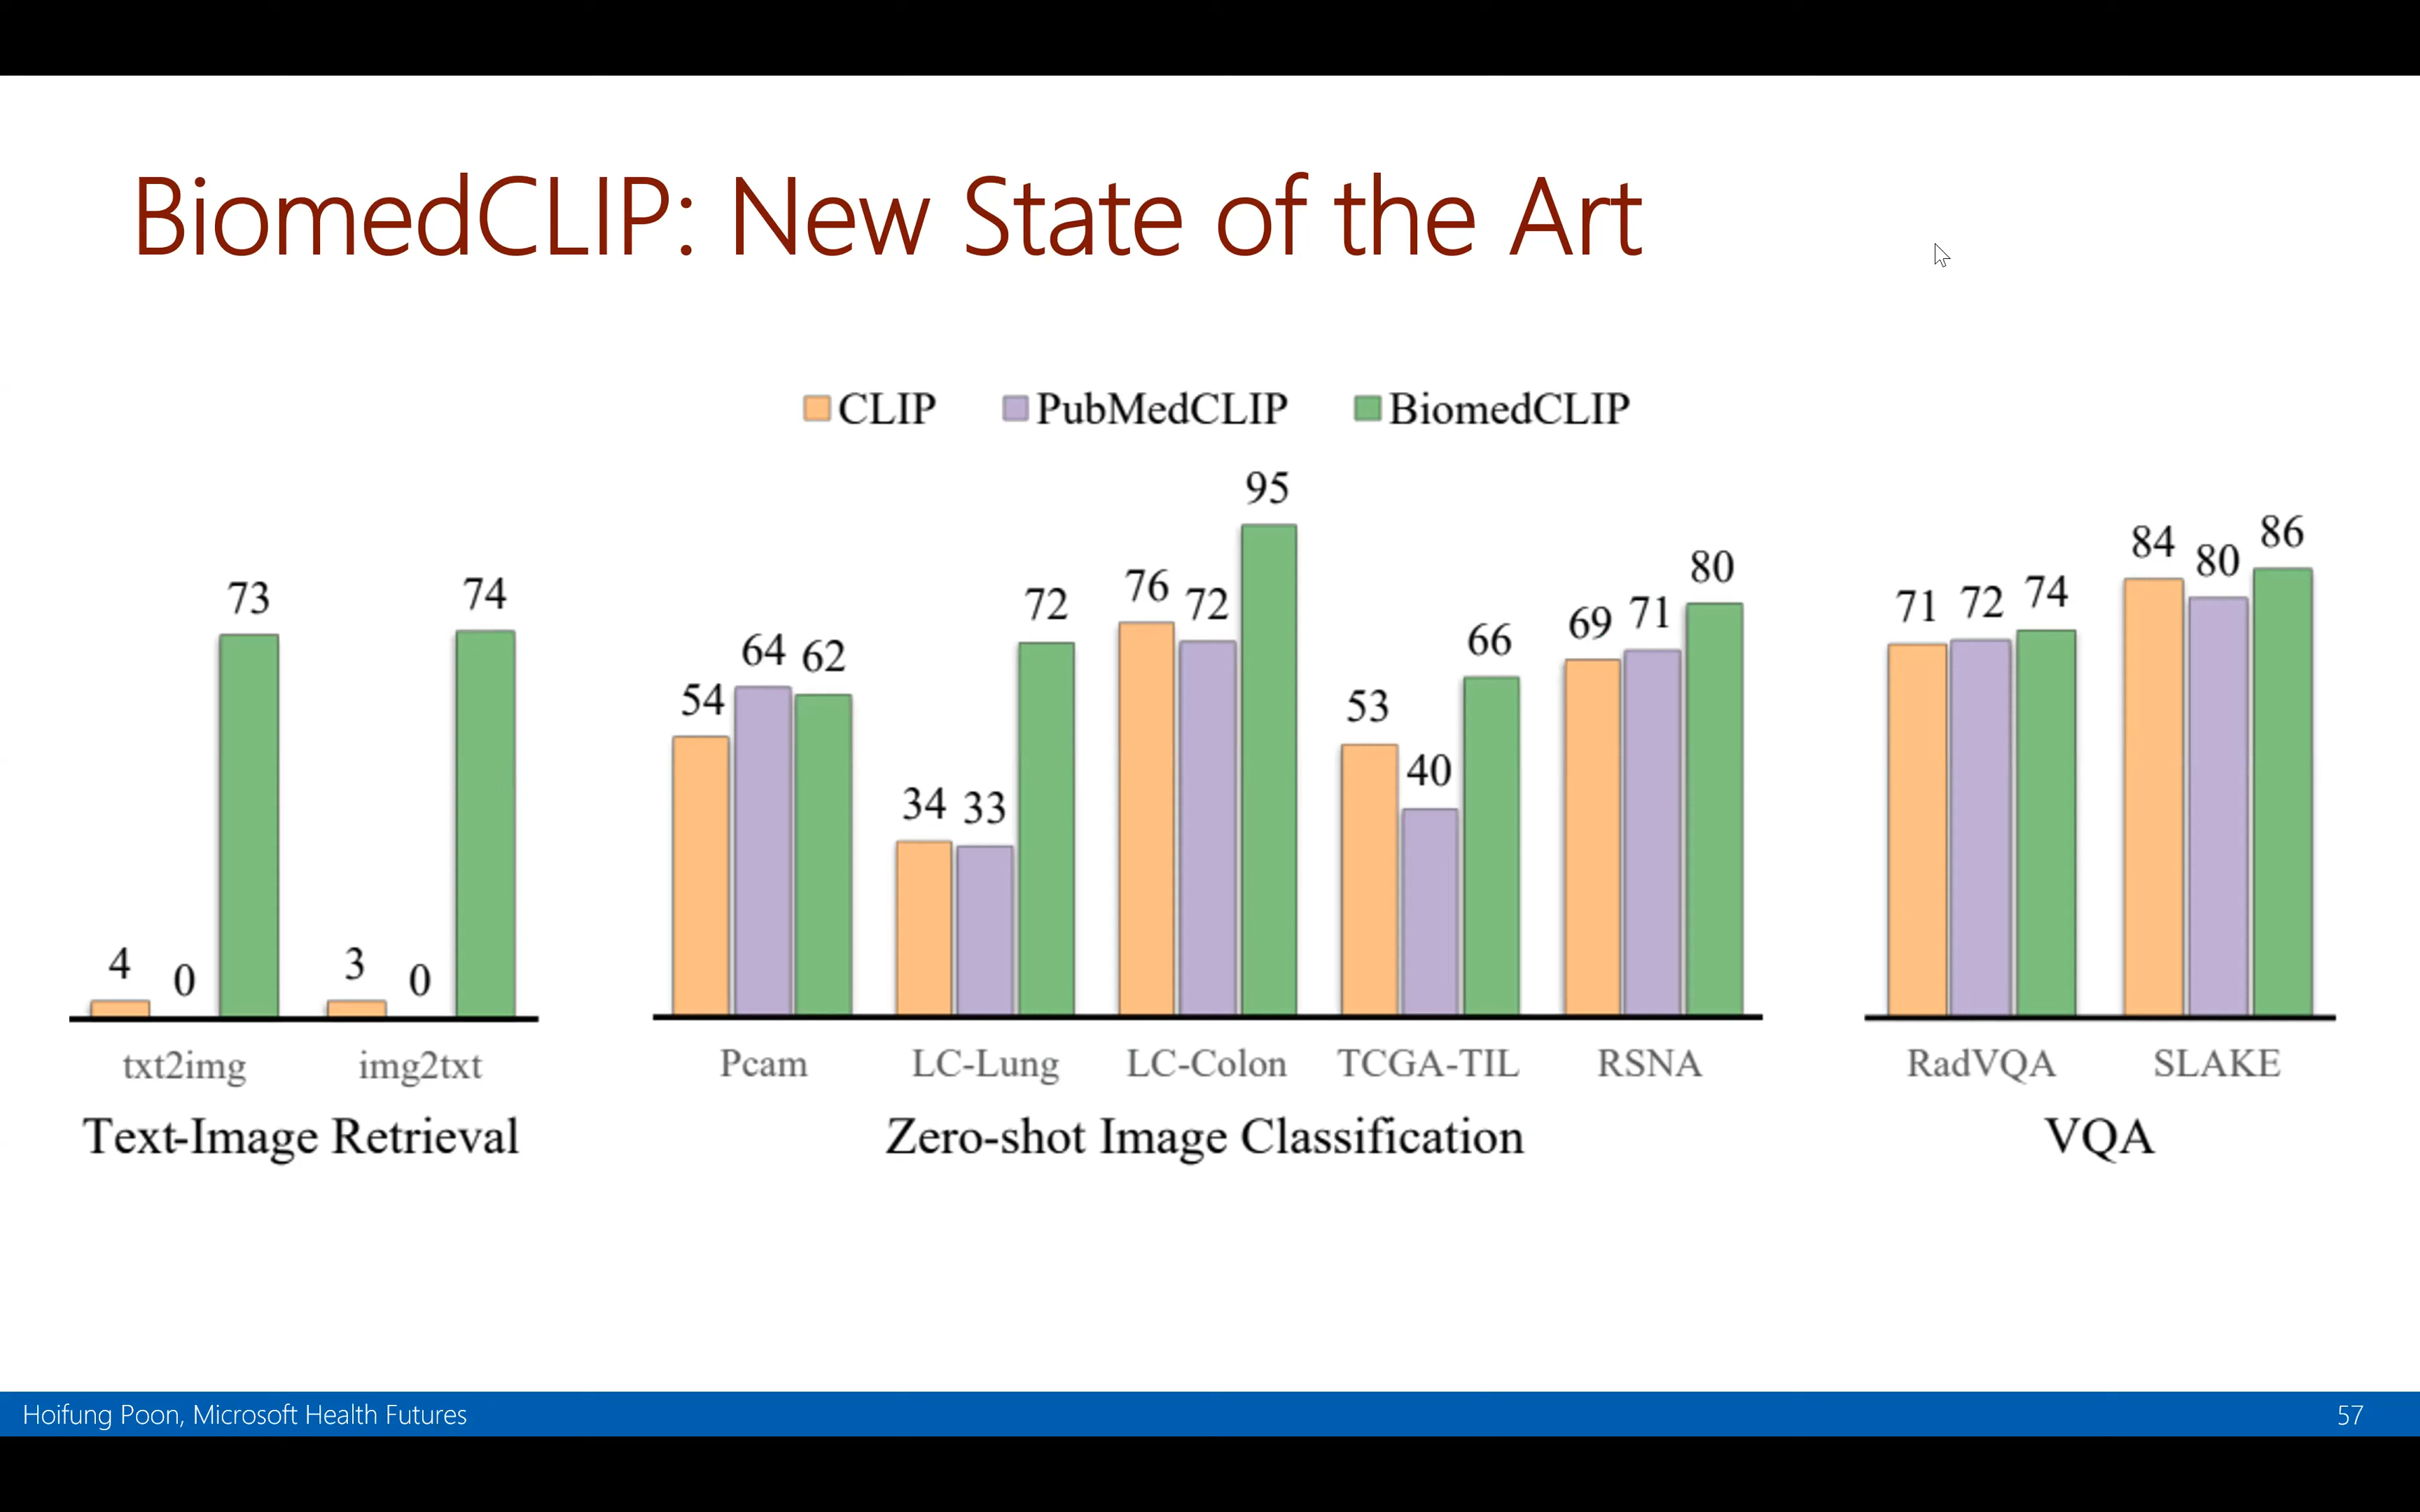 BiomedCLIP: New State of the Art
CLIP PubMedCLIP BiomedCLIP
4 0 73 3 0 74
txt2img img2txt
Text-Image Retrieval
54 64 62 34 33 72 76 72 95 53 40 66 69 71 80
Pcam LC-Lung LC-Colon TCGA-TIL RSNA
Zero-shot Image Classification
71 72 74 84 80 86
RadVQA SLAKE
VQA
Hoifung Poon, Microsoft Health Futures
57